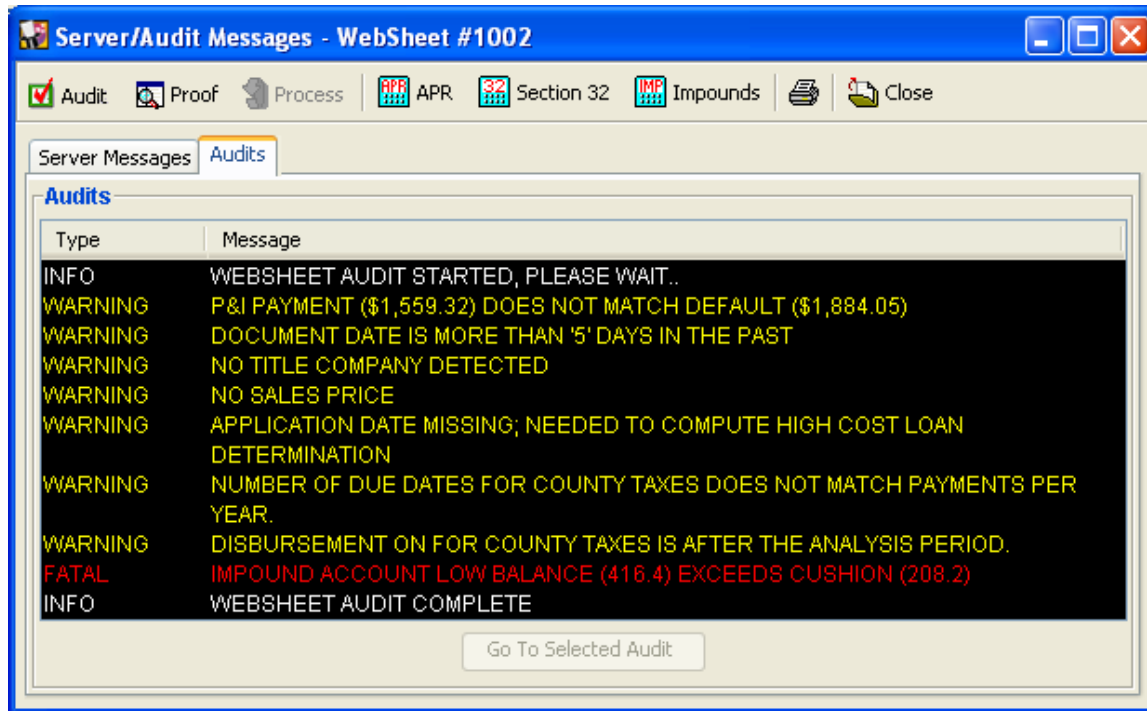 Server/Audit Messages - WebSheet #1002
Audit Proof Process APR APR 32 Section 32 IMP Impounds Close
Server Messages Audits
Audits
Type Message
INFO WEBSHEET AUDIT STARTED, PLEASE WAIT..
WARNING P&I PAYMENT ($1,559.32) DOES NOT MATCH DEFAULT ($1,884.05)
WARNING DOCUMENT DATE IS MORE THAN '5' DAYS IN THE PAST
WARNING NO TITLE COMPANY DETECTED
WARNING NO SALES PRICE
WARNING APPLICATION DATE MISSING; NEEDED TO COMPUTE HIGH COST LOAN
DETERMINATION
WARNING NUMBER OF DUE DATES FOR COUNTY TAXES DOES NOT MATCH PAYMENTS PER
YEAR.
WARNING DISBURSEMENT ON FOR COUNTY TAXES IS AFTER THE ANALYSIS PERIOD.
FATAL IMPOUND ACCOUNT LOW BALANCE (416.4) EXCEEDS CUSHION (208.2)
INFO WEBSHEET AUDIT COMPLETE
Go To Selected Audit